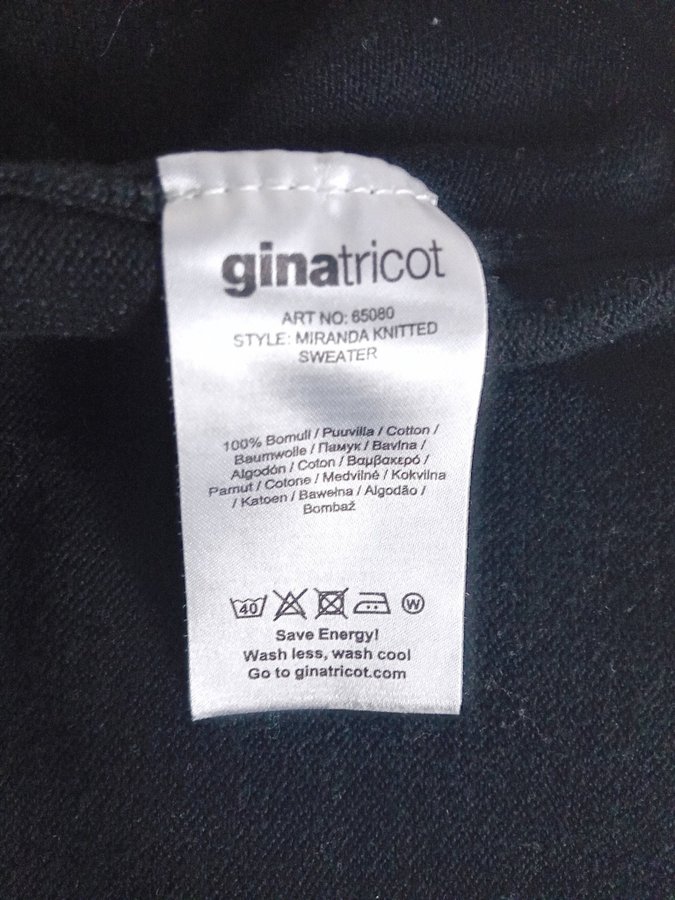 ginatricot
ART NO: 65080
STYLE: MIRANDA KNITTED
SWEATER
100% Bomull / Puuvilla / Cotton /
Baumwolle / Памук / Bavlna /
Algodón / Coton / Βαμβακερό /
Pamut / Cotone / Medvilnė / Kokvilna
/ Katoen / Bawełna / Algodão /
Bombaž
40 W
Save Energy!
Wash less, wash cool
Go to ginatricot.com